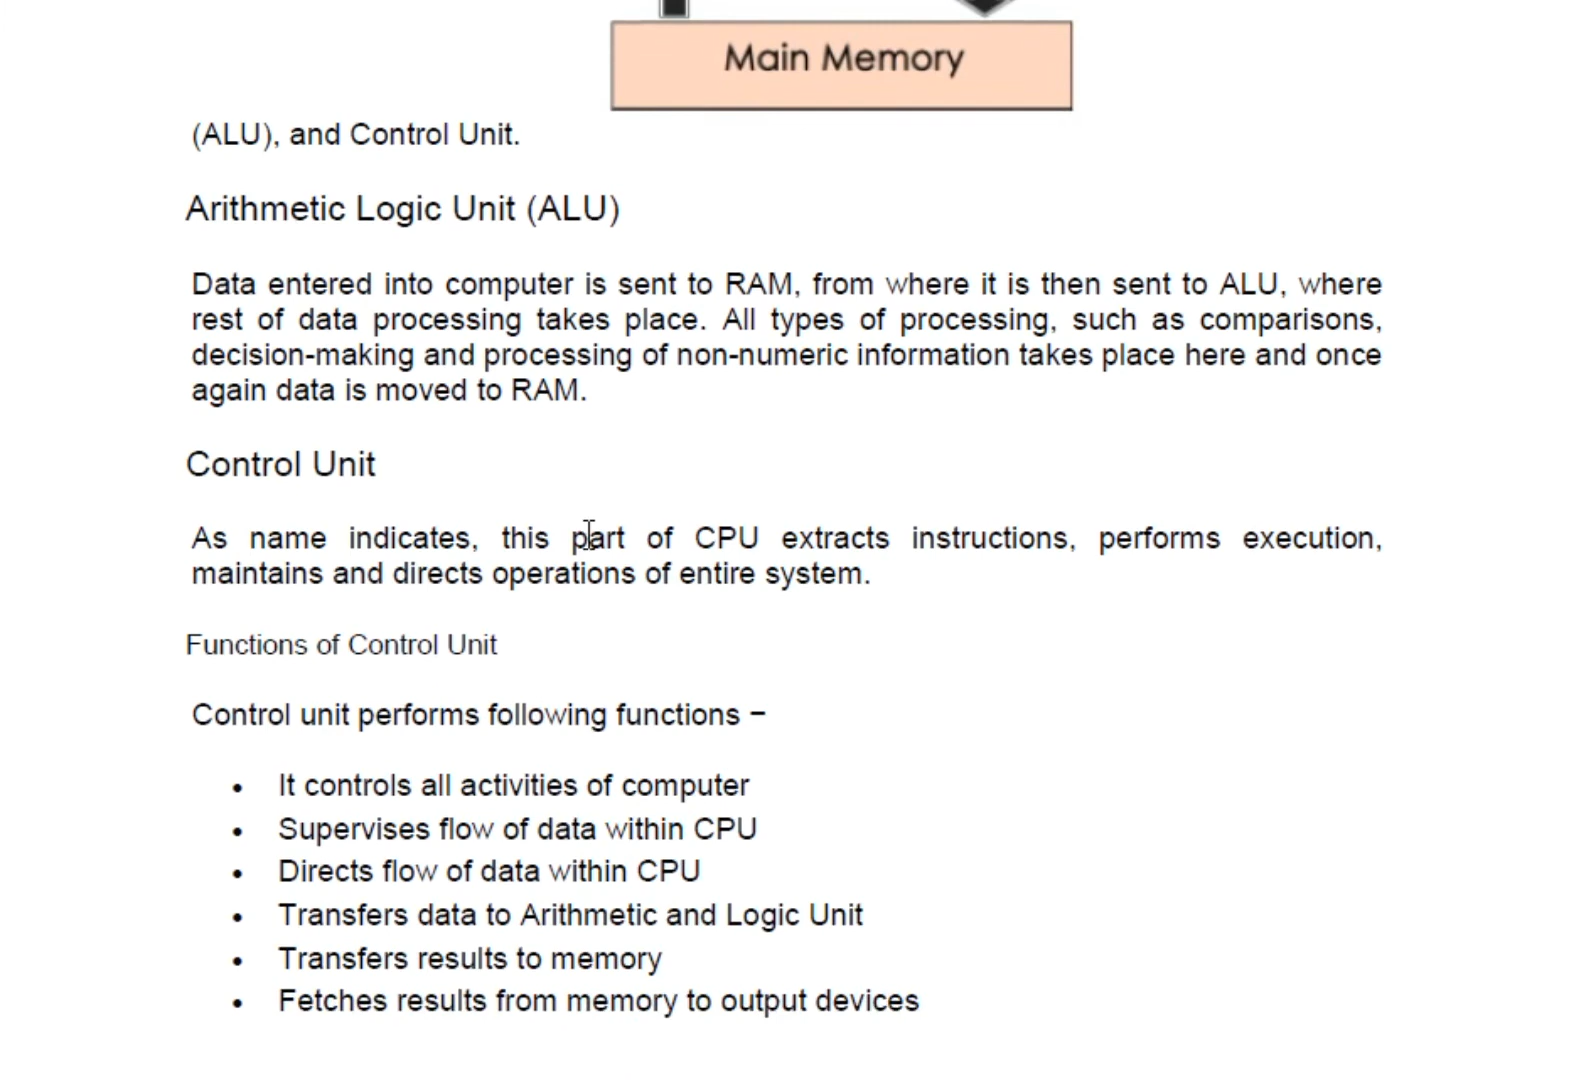 Main Memory
(ALU), and Control Unit.
Arithmetic Logic Unit (ALU)
Data entered into computer is sent to RAM, from where it is then sent to ALU, where
rest of data processing takes place. All types of processing, such as comparisons,
decision-making and processing of non-numeric information takes place here and once
again data is moved to RAM.
Control Unit
As name indicates, this part of CPU extracts instructions, performs execution,
maintains and directs operations of entire system.
Functions of Control Unit
Control unit performs following functions −
• It controls all activities of computer
• Supervises flow of data within CPU
• Directs flow of data within CPU
• Transfers data to Arithmetic and Logic Unit
• Transfers results to memory
• Fetches results from memory to output devices